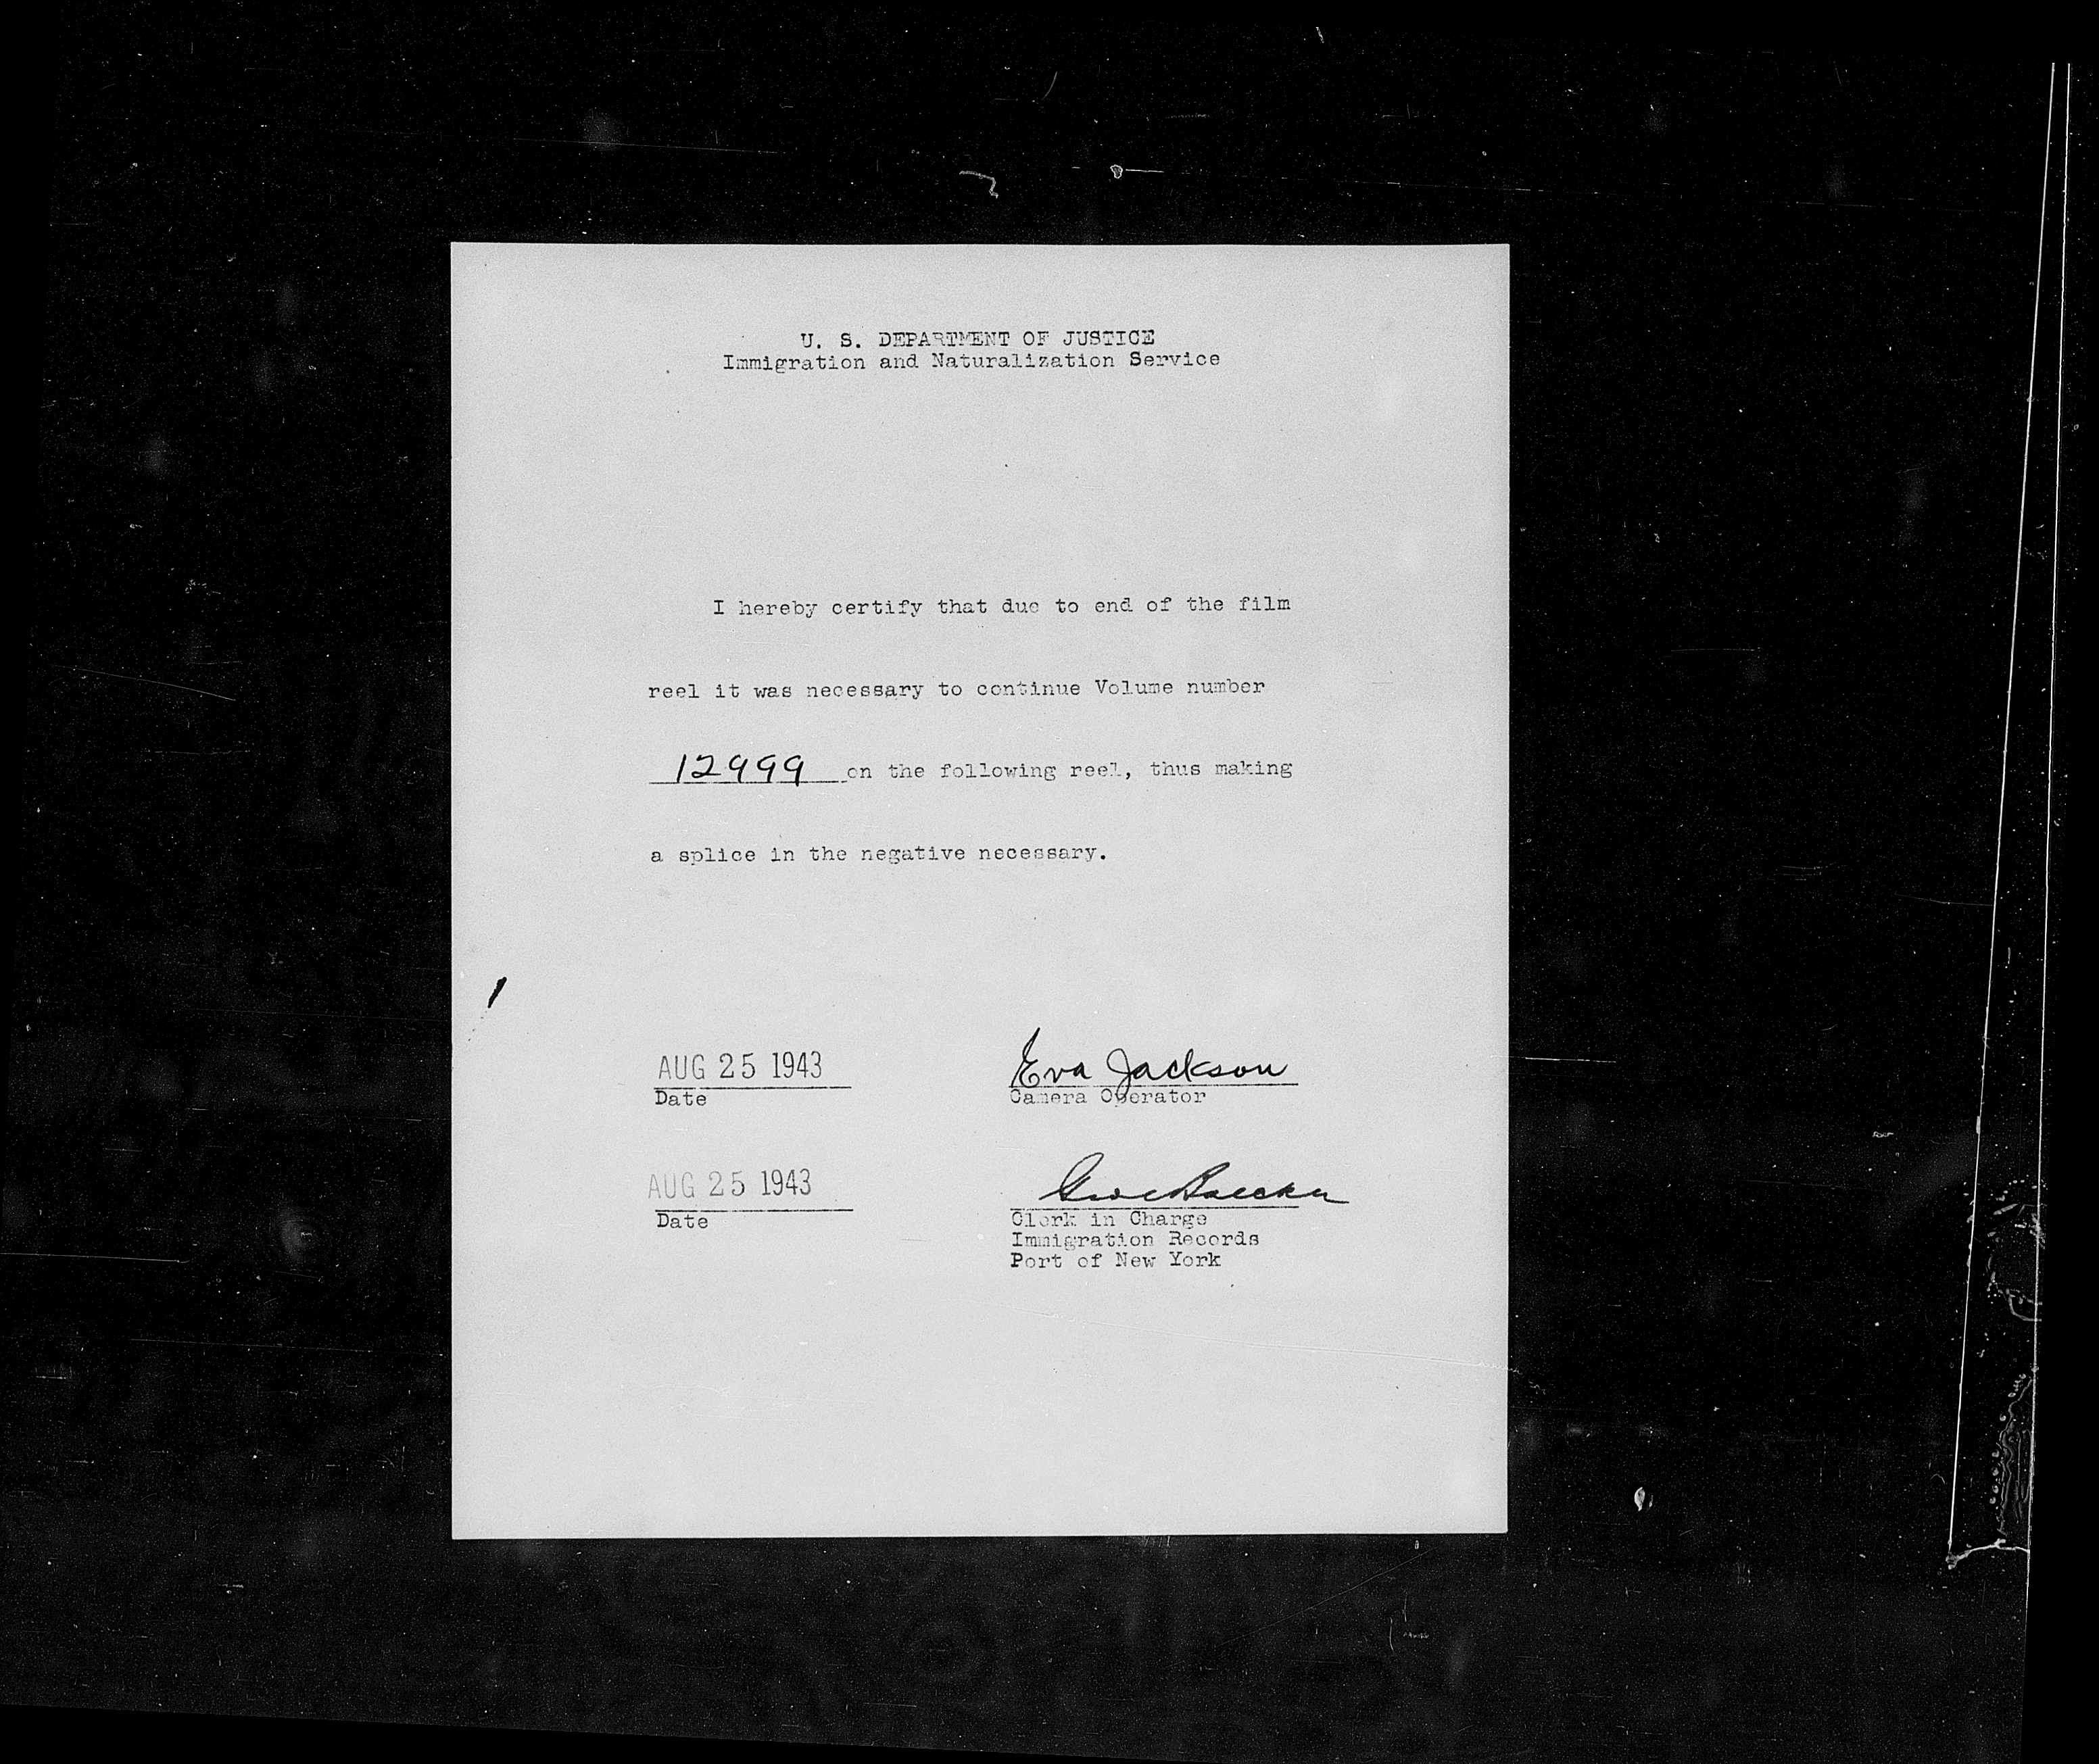 U. S. DEPARTMENT OF JUSTICE
Immigration and Naturalization Service
I hereby certify that due to end of the film
reel it was necessary to continue Volume number
12999 on the following reel, thus making
a splice in the negative necessary.
AUG 25 1943
Date
Eva Jackson
Camera Operator
AUG 25 1943
Date
Clerk in Charge
Immigration Records
Port of New York